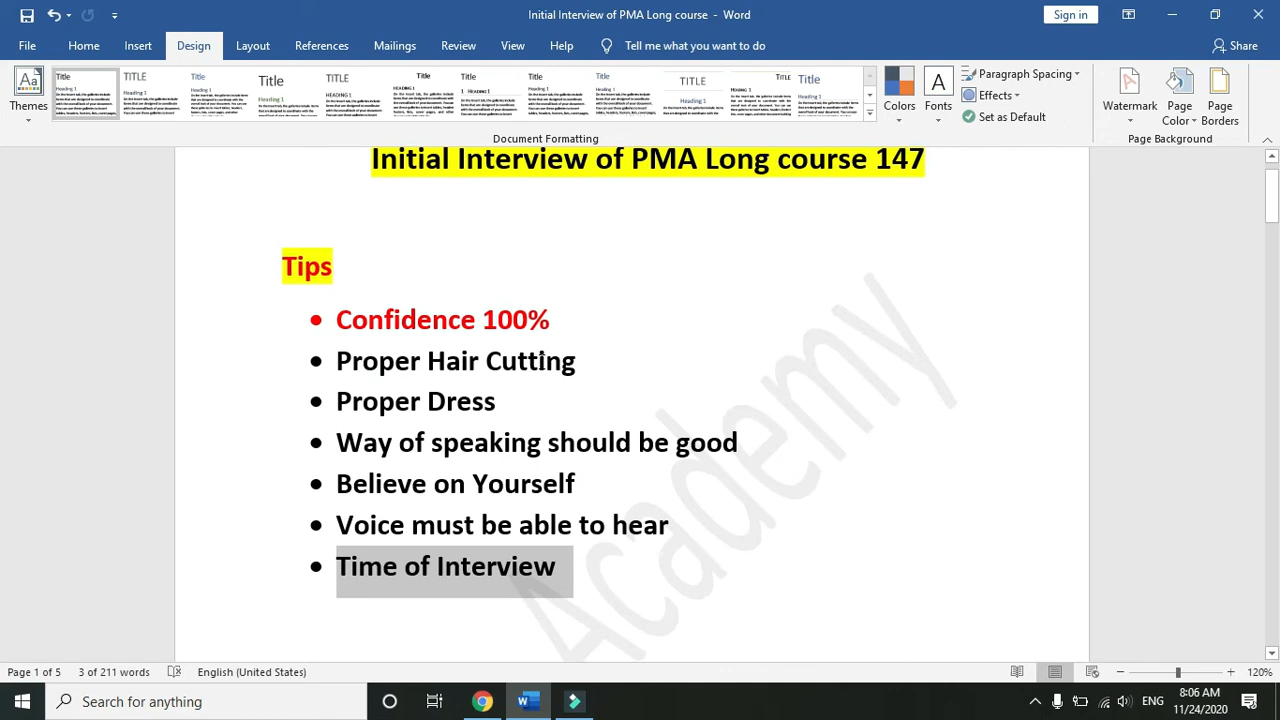 Initial Interview of PMA Long course - Word
Sign in
File Home Insert Design Layout References Mailings Review View Help Tell me what you want to do Share
Colors
Fonts
Paragraph Spacing
Effects
Set as Default
Watermark
Page Color
Page Borders
Document Formatting
Page Background
Initial Interview of PMA Long course 147
Tips
• Confidence 100%
• Proper Hair Cutting
• Proper Dress
• Way of speaking should be good
• Believe on Yourself
• Voice must be able to hear
• Time of Interview
Academy
Page 1 of 5 3 of 211 words English (United States) 120%
Search for anything
ENG
8:06 AM
11/24/2020